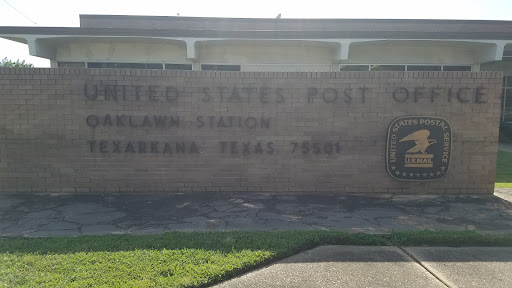 UNITED STATES POST OFFICE
OAKLAWN STATION
TEXARKANA TEXAS 75501
UNITED STATES POSTAL SERVICE
U.S.MAIL